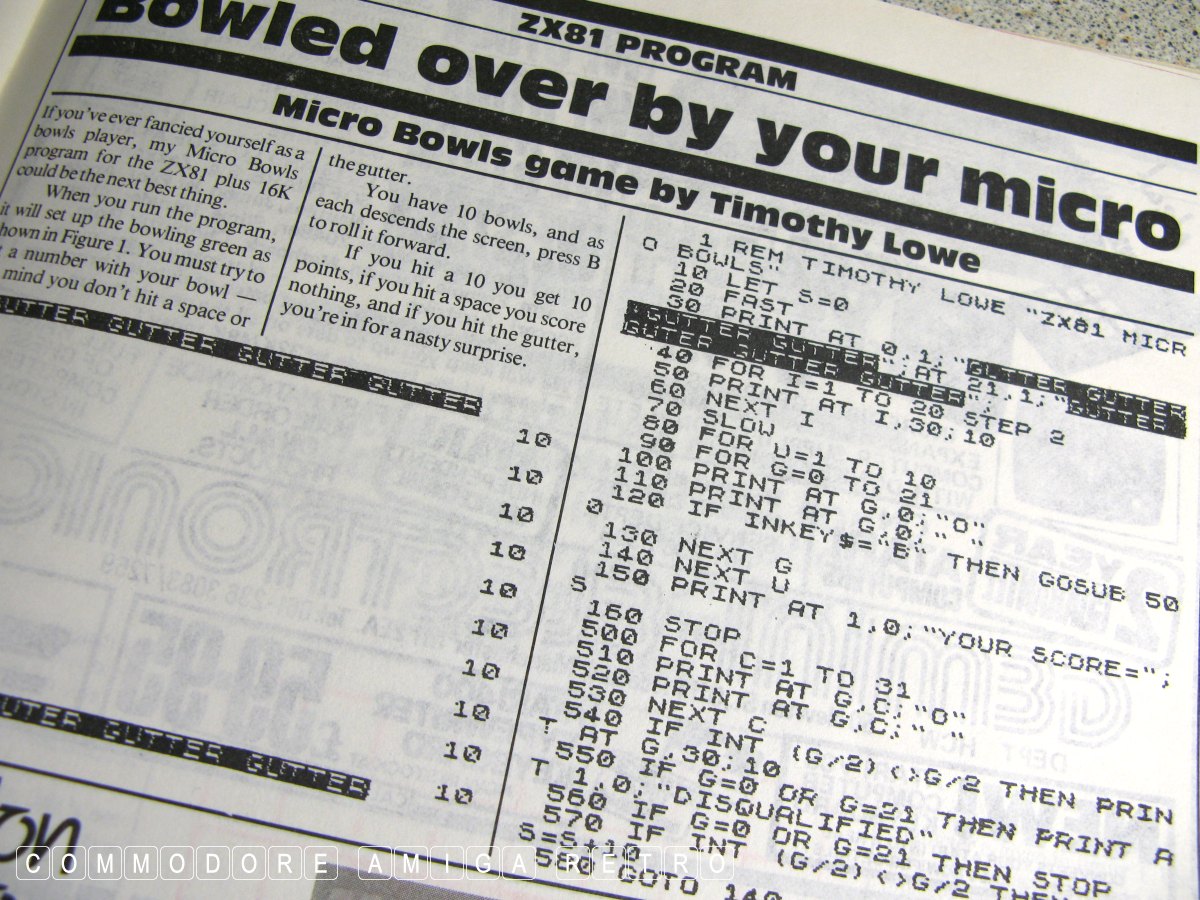 ZX81 PROGRAM
Bowled over by your micro
Micro Bowls game by Timothy Lowe
If you've ever fancied yourself as a
bowls player, my Micro Bowls
program for the ZX81 plus 16K
could be the next best thing.
When you run the program,
it will set up the bowling green as
hown in Figure 1. You must try to
t a number with your bowl —
mind you don't hit a space or
the gutter.
You have 10 bowls, and as
each descends the screen, press B
to roll it forward.
If you hit a 10 you get 10
points, if you hit a space you score
nothing, and if you hit the gutter,
you're in for a nasty surprise.
UTTER GUTTER GUTTER GUTTER
10
10
10
10
10
10
10
10
10
10
UTER GUTTER GUTTER
1 REM TIMOTHY LOWE "ZX81 MICR
O BOWLS"
10 LET S=0
20 FAST
30 PRINT AT 0,1;"GUTTER GUTTER
GUTTER GUTTER";AT 21,1;"GUTTER
GUTTER GUTTER GUTTER";
40 FOR I=1 TO 20 STEP 2
50 PRINT AT I,30;10
60 NEXT I
70 SLOW
80 FOR U=1 TO 10
90 FOR G=0 TO 21
100 PRINT AT G,0;"O"
110 PRINT AT G,0;" "
120 IF INKEY$="B" THEN GOSUB 50
0
130 NEXT G
140 NEXT U
150 PRINT AT 1,0;"YOUR SCORE=";
S
160 STOP
500 FOR C=1 TO 31
510 PRINT AT G,C;"O"
520 PRINT AT G,C;" "
530 NEXT C
540 IF INT (G/2)<>G/2 THEN PRIN
T AT G,30;10
550 IF G=0 OR G=21 THEN PRINT A
T 1,0;"DISQUALIFIED"
560 IF G=0 OR G=21 THEN STOP
570 IF INT (G/2)<>G/2 THEN
S=S+10
580 GOTO 140
COMMODORE AMIGA RETRO